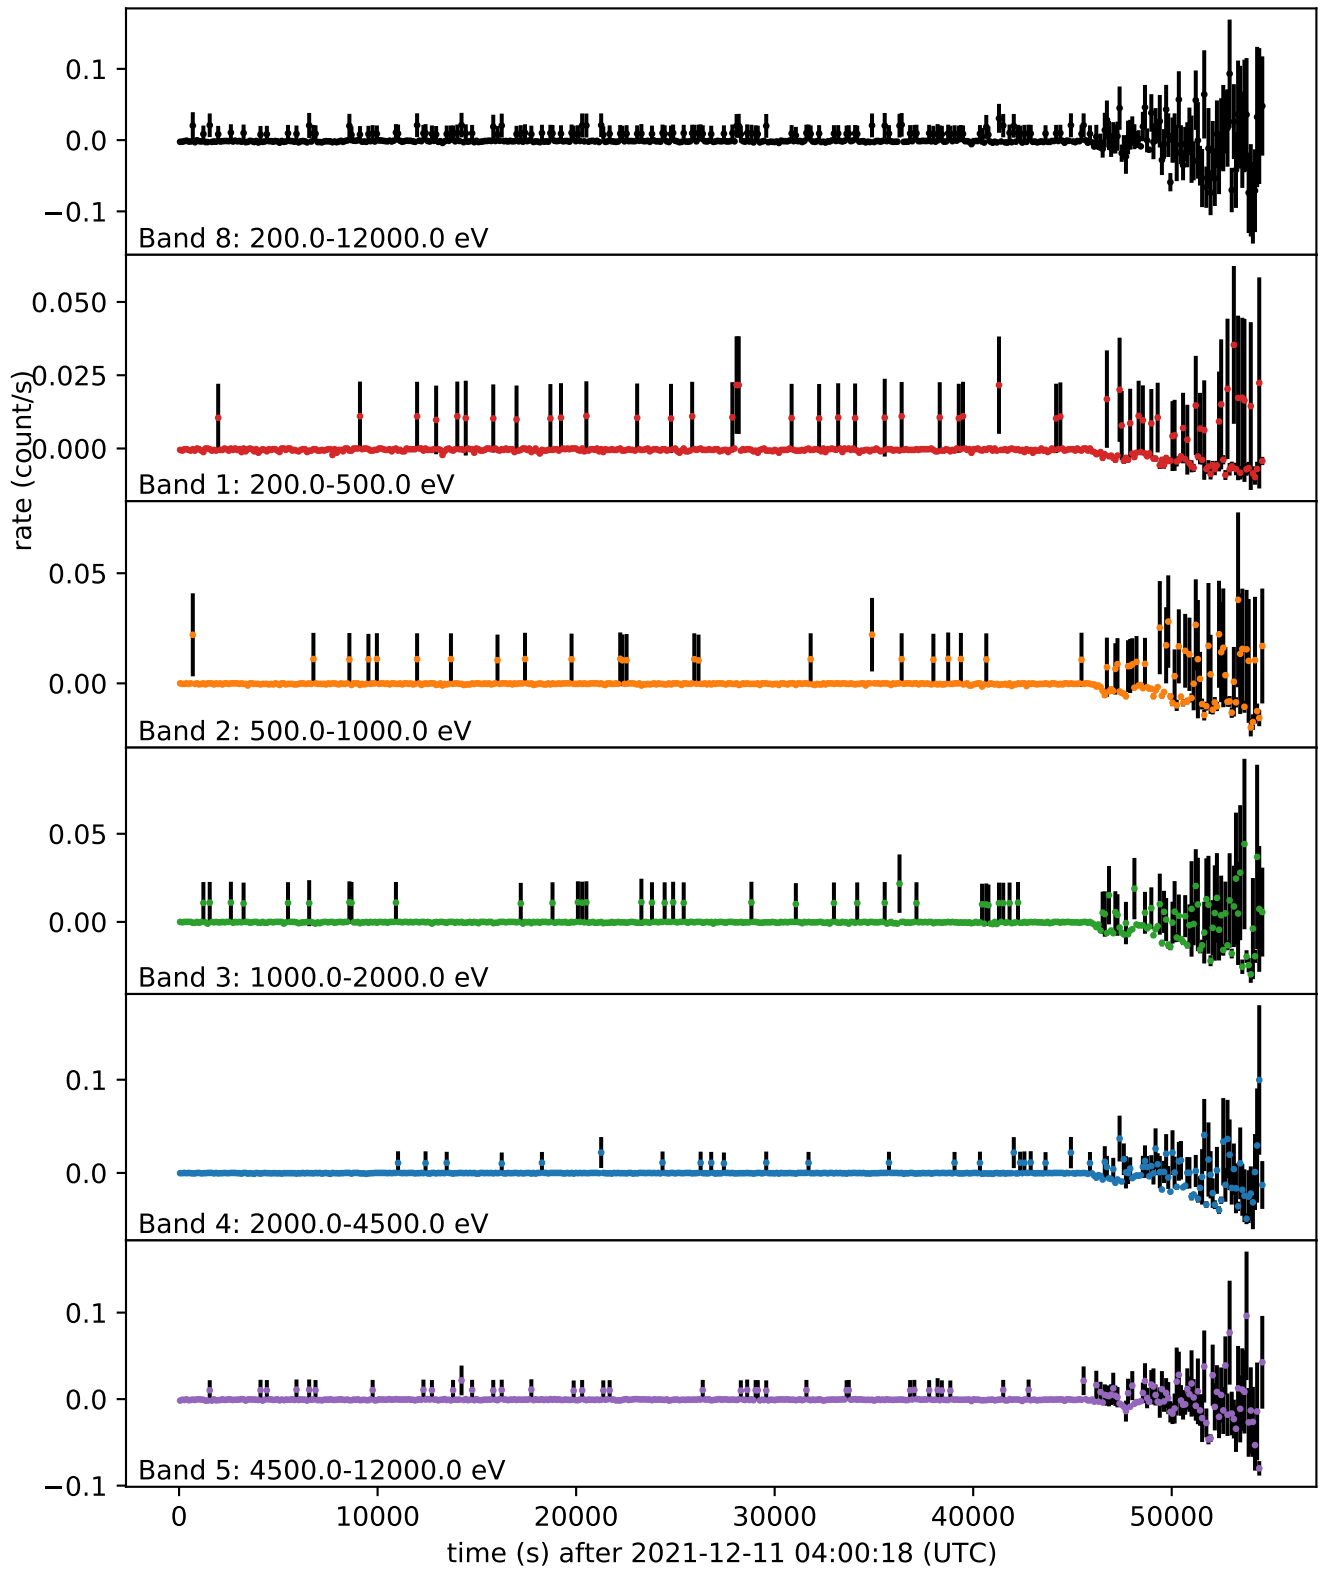 0.1
0.0
−0.1
Band 8: 200.0-12000.0 eV
0.050
0.025
0.000
Band 1: 200.0-500.0 eV
rate (count/s)
0.05
0.00
Band 2: 500.0-1000.0 eV
0.05
0.00
Band 3: 1000.0-2000.0 eV
0.1
0.0
Band 4: 2000.0-4500.0 eV
0.1
0.0
−0.1
Band 5: 4500.0-12000.0 eV
0 10000 20000 30000 40000 50000
time (s) after 2021-12-11 04:00:18 (UTC)